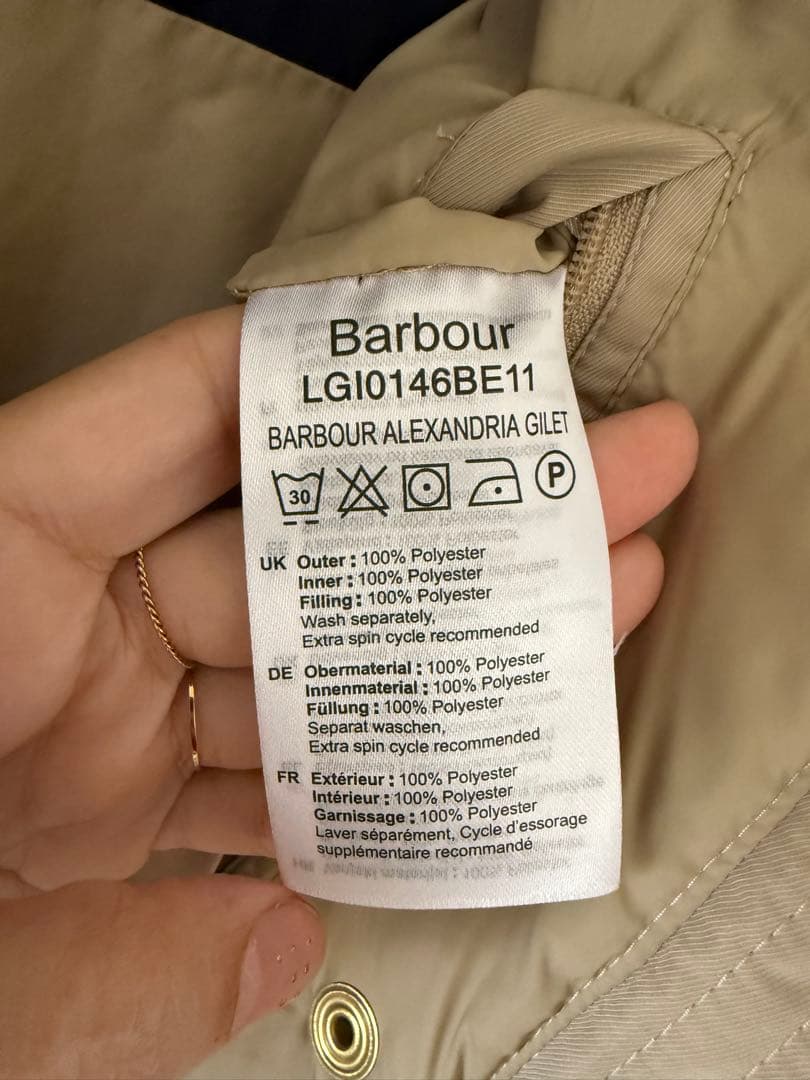 Barbour
LGI0146BE11
BARBOUR ALEXANDRIA GILET
30 P
UK Outer : 100% Polyester
Inner : 100% Polyester
Filling : 100% Polyester
Wash separately,
Extra spin cycle recommended
DE Obermaterial : 100% Polyester
Innenmaterial : 100% Polyester
Füllung : 100% Polyester
Separat waschen,
Extra spin cycle recommended
FR Extérieur : 100% Polyester
Intérieur : 100% Polyester
Garnissage : 100% Polyester
Laver séparément, Cycle d'essorage
supplémentaire recommandé